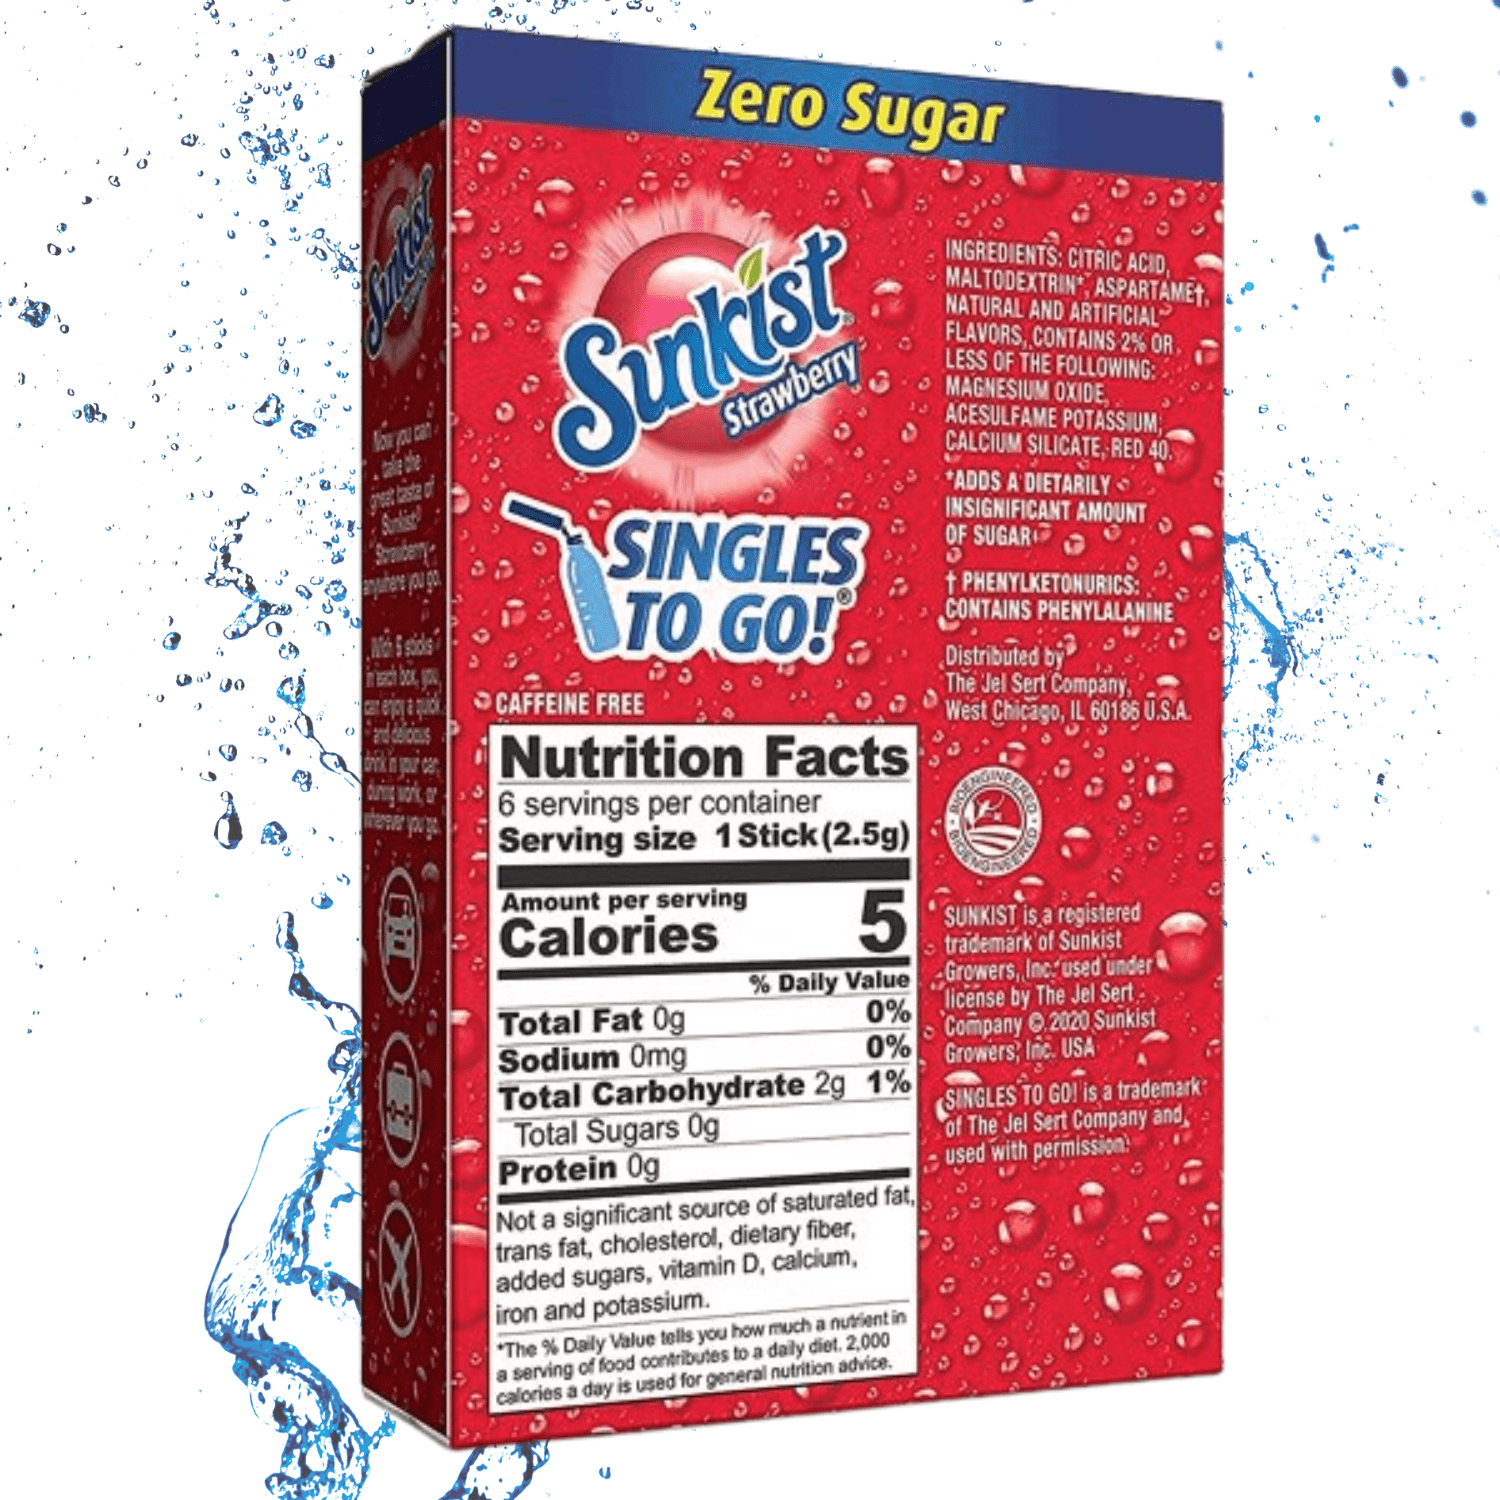 Zero Sugar
Sunkist®
Strawberry
SINGLES
TO GO!®
CAFFEINE FREE
Nutrition Facts
6 servings per container
Serving size 1 Stick (2.5g)
Amount per serving
Calories 5
% Daily Value
Total Fat 0g 0%
Sodium 0mg 0%
Total Carbohydrate 2g 1%
Total Sugars 0g
Protein 0g
Not a significant source of saturated fat,
trans fat, cholesterol, dietary fiber,
added sugars, vitamin D, calcium,
iron and potassium.
*The % Daily Value tells you how much a nutrient in
a serving of food contributes to a daily diet. 2,000
calories a day is used for general nutrition advice.
INGREDIENTS: CITRIC ACID,
MALTODEXTRIN*, ASPARTAME†,
NATURAL AND ARTIFICIAL
FLAVORS, CONTAINS 2% OR
LESS OF THE FOLLOWING:
MAGNESIUM OXIDE,
ACESULFAME POTASSIUM,
CALCIUM SILICATE, RED 40.
*ADDS A DIETARILY
INSIGNIFICANT AMOUNT
OF SUGAR
† PHENYLKETONURICS:
CONTAINS PHENYLALANINE
Distributed by
The Jel Sert Company,
West Chicago, IL 60186 U.S.A.
BIOENGINEERED
BIOENGINEERED
SUNKIST is a registered
trademark of Sunkist
Growers, Inc. used under
license by The Jel Sert
Company © 2020 Sunkist
Growers, Inc. USA
SINGLES TO GO! is a trademark
of The Jel Sert Company and
used with permission.
Sunkist
Now you can
take the
great taste of
Sunkist®
Strawberry
anywhere you go.
With 6 sticks
in each box, you
can enjoy a quick
and delicious
drink in your car,
during work, or
wherever you go.